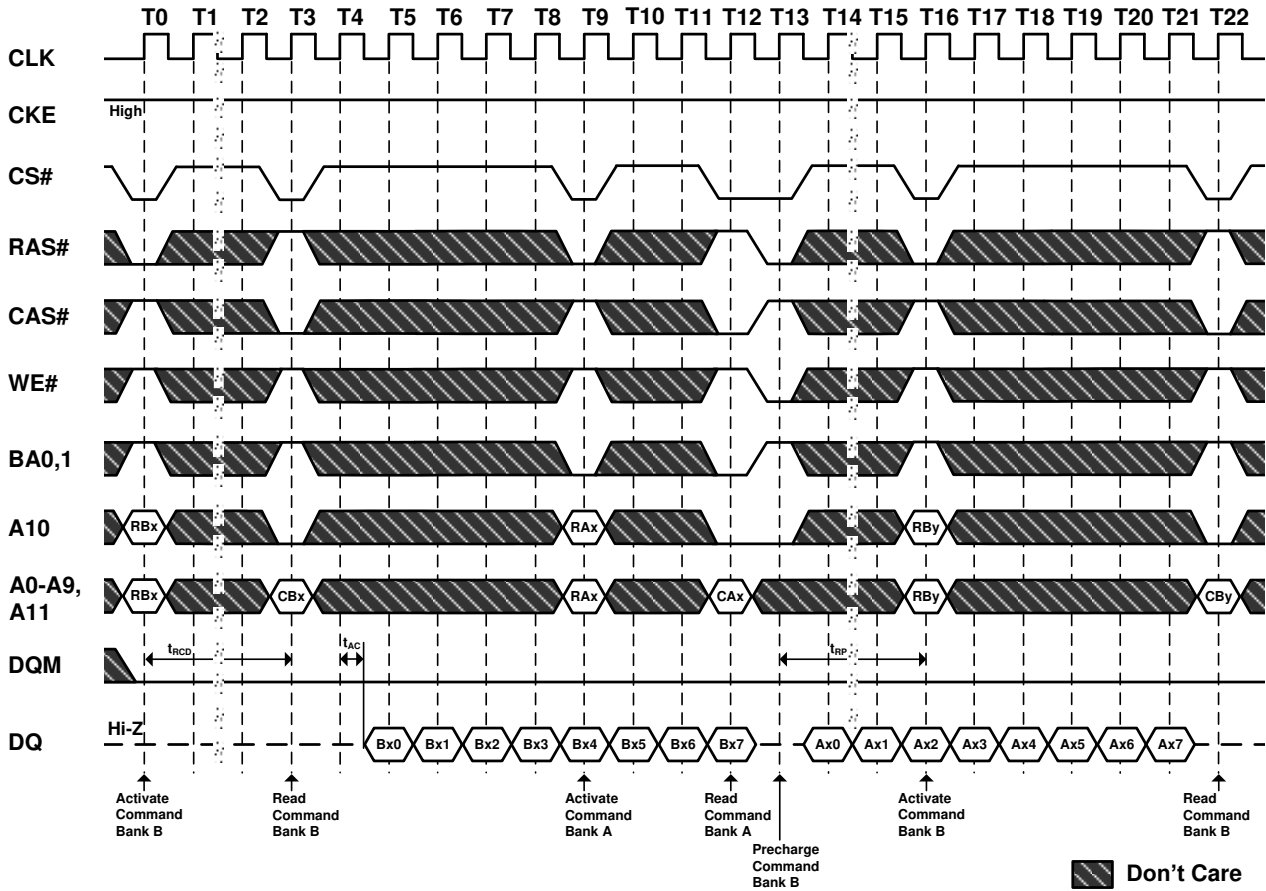 T0 T1 T2 T3 T4 T5 T6 T7 T8 T9 T10 T11 T12 T13 T14 T15 T16 T17 T18 T19 T20 T21 T22
CLK
CKE
High
CS#
RAS#
CAS#
WE#
BA0,1
A10
RBx RAx RBy
A0-A9,
A11
RBx CBx RAx CAx RBy CBy
DQM
tRCD tAC tRP
DQ
Hi-Z
Bx0 Bx1 Bx2 Bx3 Bx4 Bx5 Bx6 Bx7 Ax0 Ax1 Ax2 Ax3 Ax4 Ax5 Ax6 Ax7
Activate
Command
Bank B
Read
Command
Bank B
Activate
Command
Bank A
Read
Command
Bank A
Precharge
Command
Bank B
Activate
Command
Bank B
Read
Command
Bank B
Don't Care